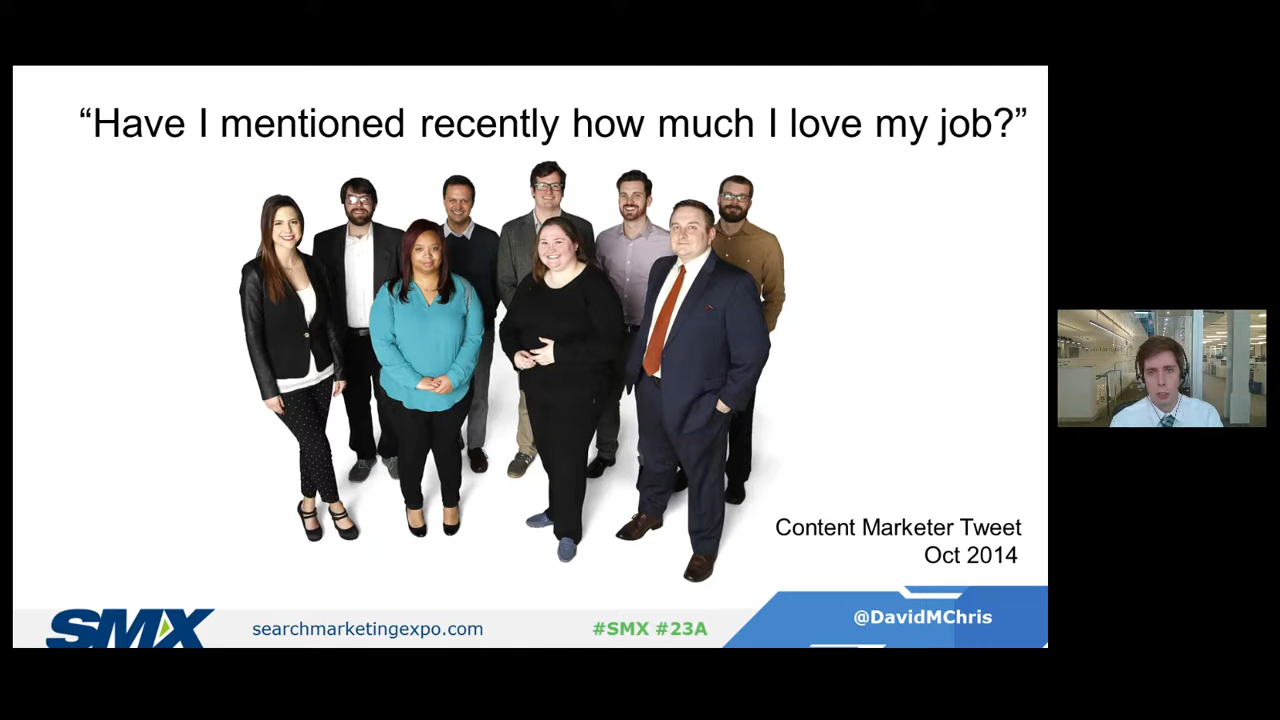 “Have I mentioned recently how much I love my job?”
Content Marketer Tweet
Oct 2014
SMX
searchmarketingexpo.com
#SMX #23A
@DavidMChris